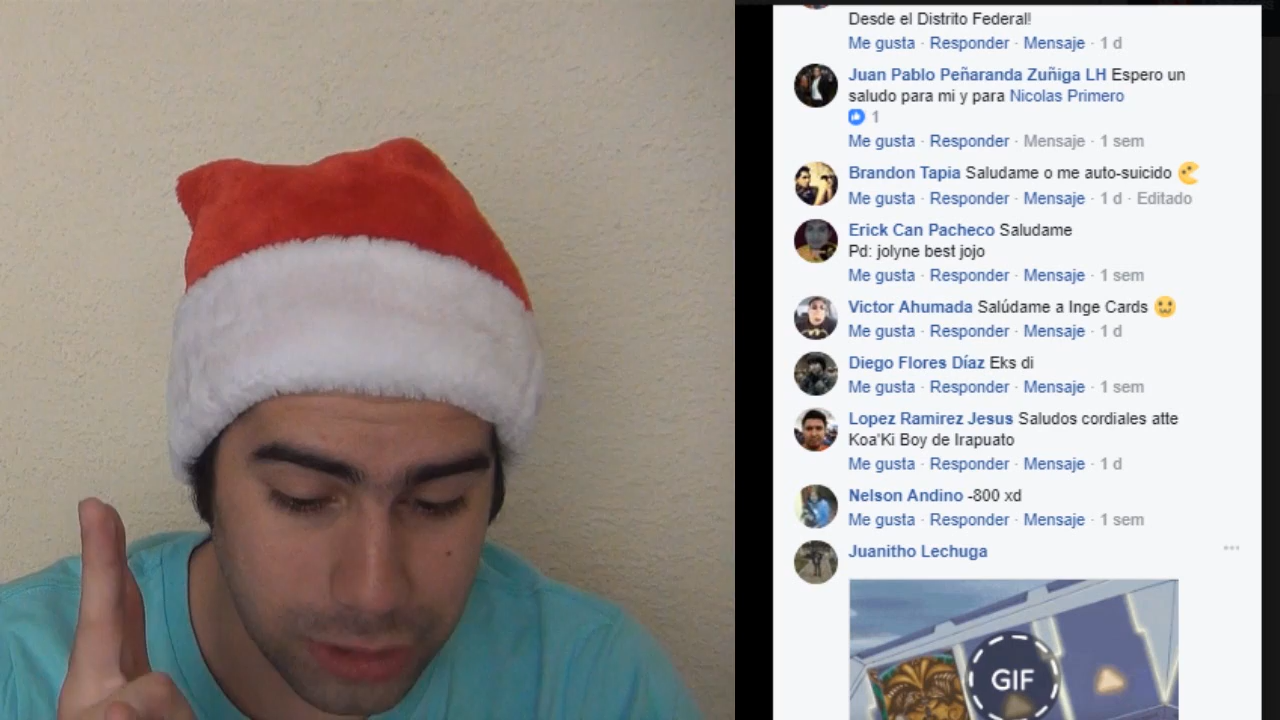 Desde el Distrito Federal!
Me gusta · Responder · Mensaje · 1 d
Juan Pablo Peñaranda Zuñiga LH Espero un
saludo para mi y para Nicolas Primero
1
Me gusta · Responder · Mensaje · 1 sem
Brandon Tapia Saludame o me auto-suicido
Me gusta · Responder · Mensaje · 1 d · Editado
Erick Can Pacheco Saludame
Pd: jolyne best jojo
Me gusta · Responder · Mensaje · 1 sem
Victor Ahumada Salúdame a Inge Cards
Me gusta · Responder · Mensaje · 1 d
Diego Flores Díaz Eks di
Me gusta · Responder · Mensaje · 1 sem
Lopez Ramirez Jesus Saludos cordiales atte
Koa'Ki Boy de Irapuato
Me gusta · Responder · Mensaje · 1 d
Nelson Andino -800 xd
Me gusta · Responder · Mensaje · 1 sem
Juanitho Lechuga
GIF